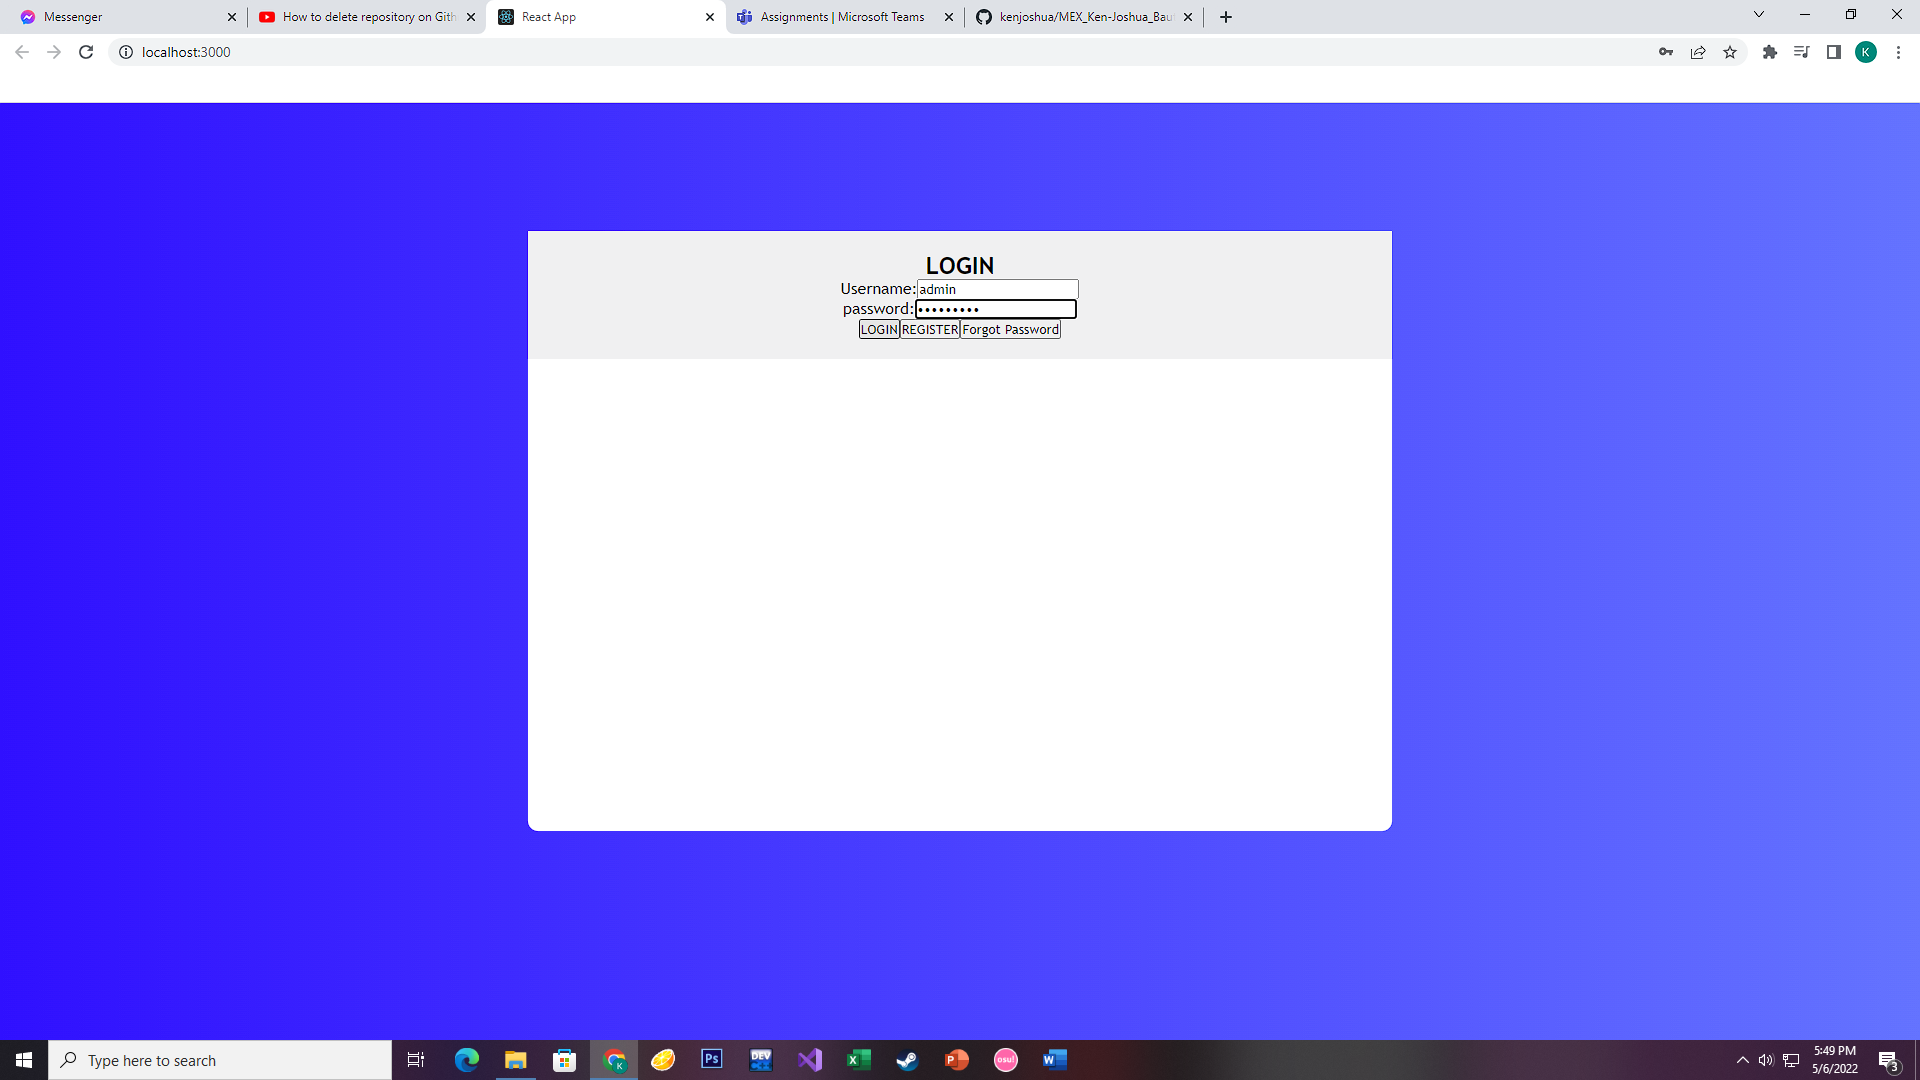 Messenger
How to delete repository on Gith
React App
Assignments | Microsoft Teams
kenjoshua/MEX_Ken-Joshua_Bau
localhost:3000
K
LOGIN
Username:admin
password:•••••••••
LOGIN REGISTER Forgot Password
Type here to search
K
Ps
DEV
C++
osu!
5:49 PM
5/6/2022
3